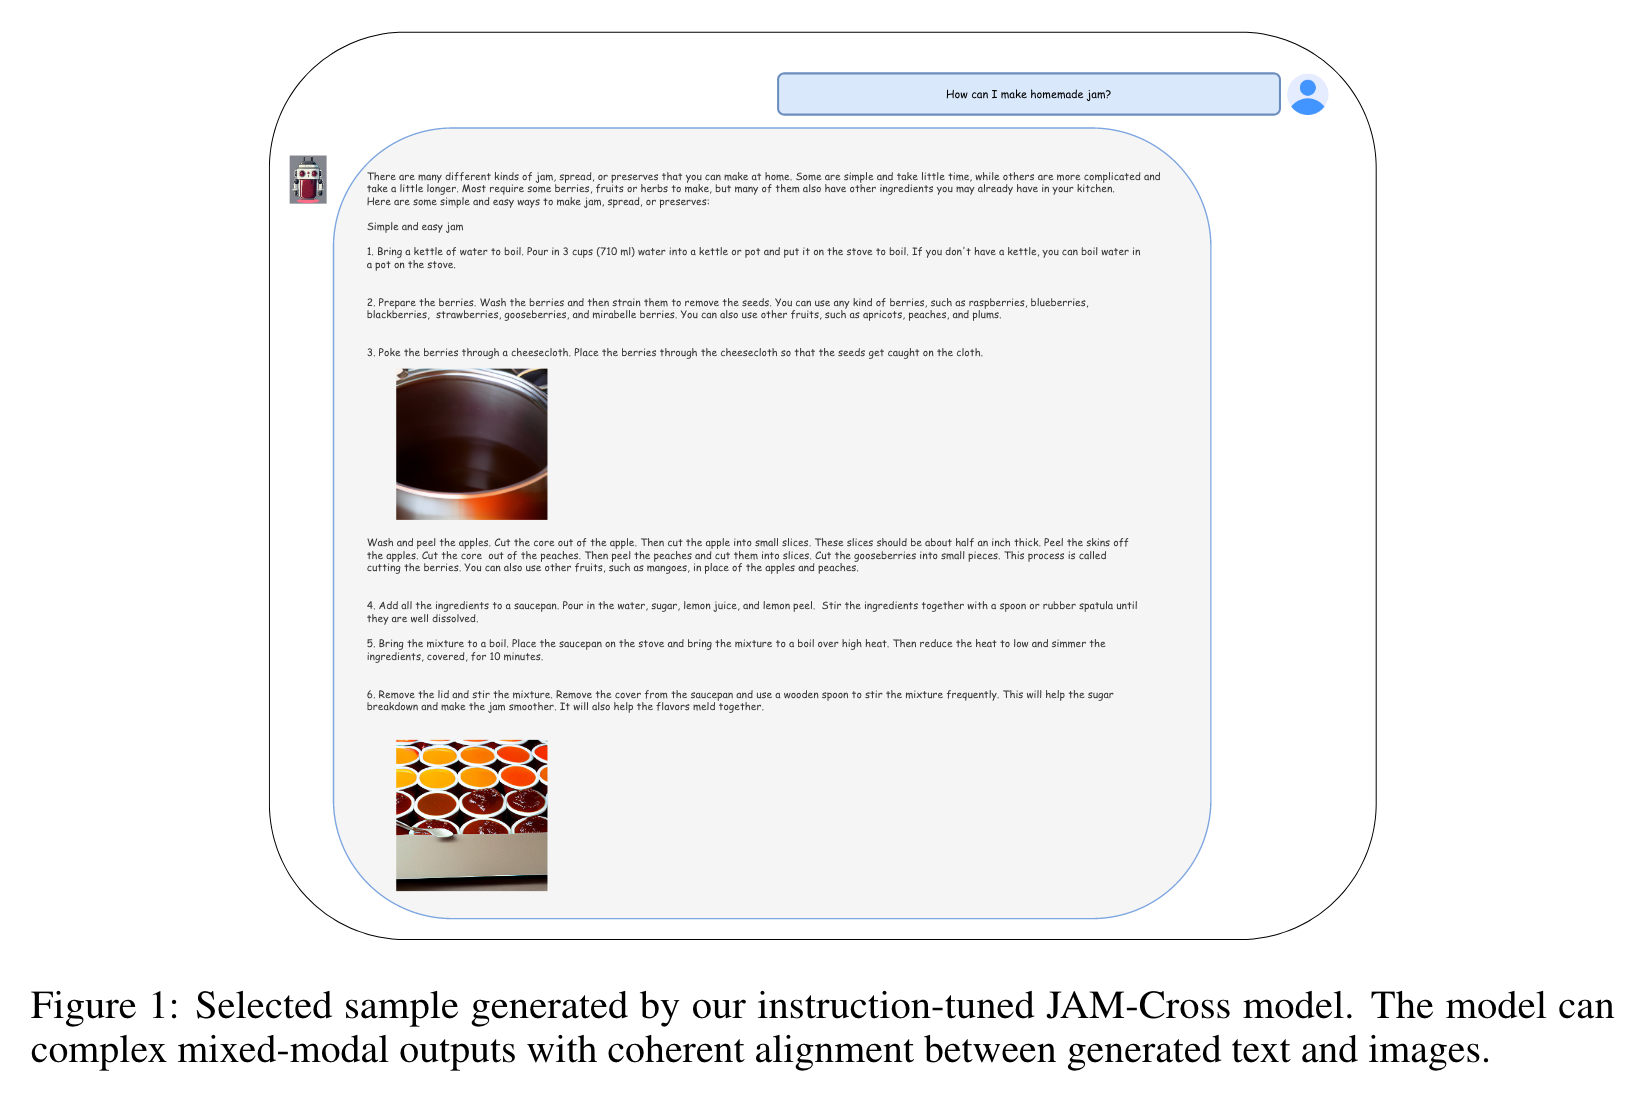 How can I make homemade jam?
There are many different kinds of jam, spread, or preserves that you can make at home. Some are simple and take little time, while others are more complicated and
take a little longer. Most require some berries, fruits or herbs to make, but many of them also have other ingredients you may already have in your kitchen.
Here are some simple and easy ways to make jam, spread, or preserves:
Simple and easy jam
1. Bring a kettle of water to boil. Pour in 3 cups (710 ml) water into a kettle or pot and put it on the stove to boil. If you don't have a kettle, you can boil water in
a pot on the stove.
2. Prepare the berries. Wash the berries and then strain them to remove the seeds. You can use any kind of berries, such as raspberries, blueberries,
blackberries,  strawberries, gooseberries, and mirabelle berries. You can also use other fruits, such as apricots, peaches, and plums.
3. Poke the berries through a cheesecloth. Place the berries through the cheesecloth so that the seeds get caught on the cloth.
Wash and peel the apples. Cut the core out of the apple. Then cut the apple into small slices. These slices should be about half an inch thick. Peel the skins off
the apples. Cut the core  out of the peaches. Then peel the peaches and cut them into slices. Cut the gooseberries into small pieces. This process is called
cutting the berries. You can also use other fruits, such as mangoes, in place of the apples and peaches.
4. Add all the ingredients to a saucepan. Pour in the water, sugar, lemon juice, and lemon peel.  Stir the ingredients together with a spoon or rubber spatula until
they are well dissolved.
5. Bring the mixture to a boil. Place the saucepan on the stove and bring the mixture to a boil over high heat. Then reduce the heat to low and simmer the
ingredients, covered, for 10 minutes.
6. Remove the lid and stir the mixture. Remove the cover from the saucepan and use a wooden spoon to stir the mixture frequently. This will help the sugar
breakdown and make the jam smoother. It will also help the flavors meld together.
Figure 1: Selected sample generated by our instruction-tuned JAM-Cross model. The model can
complex mixed-modal outputs with coherent alignment between generated text and images.